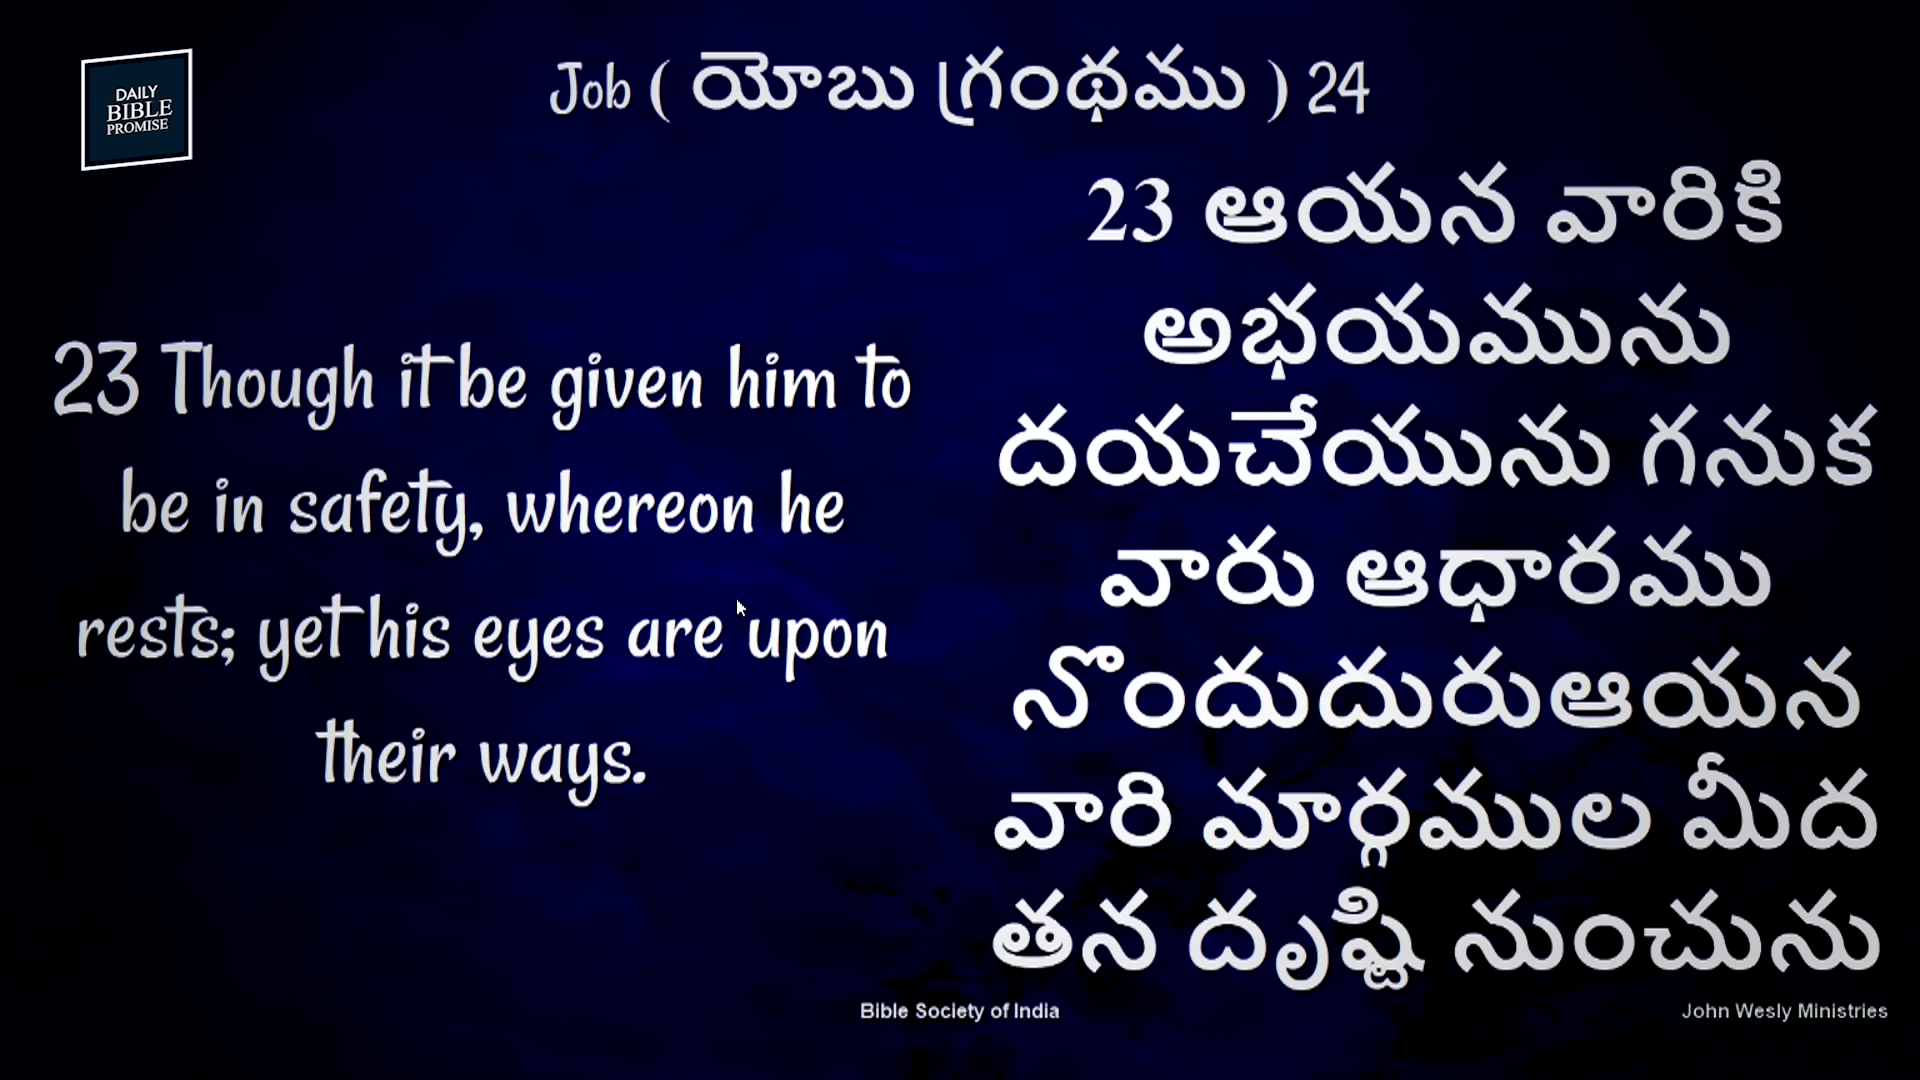 DAILY
BIBLE
PROMISE
Job ( యోబు గ్రంథము ) 24
23 Though it be given him to
be in safety, whereon he
rests; yet his eyes are upon
their ways.
23 ఆయన వారికి
అభయమును
దయచేయును గనుక
వారు ఆధారము
నొందుదురుఆయన
వారి మార్గముల మీద
తన దృష్టి నుంచును
Bible Society of India
John Wesly Ministries